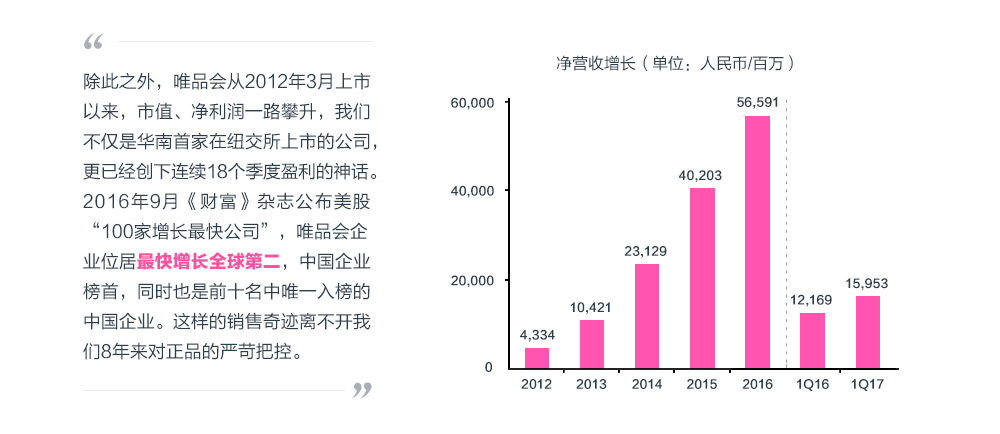 “
除此之外，唯品会从2012年3月上市
以来，市值、净利润一路攀升，我们
不仅是华南首家在纽交所上市的公司，
更已经创下连续18个季度盈利的神话。
2016年9月《财富》杂志公布美股
“100家增长最快公司”，唯品会企
业位居最快增长全球第二，中国企业
榜首，同时也是前十名中唯一入榜的
中国企业。这样的销售奇迹离不开我
们8年来对正品的严苛把控。
”
净营收增长（单位：人民币/百万）
60,000
40,000
20,000
0
4,334
10,421
23,129
40,203
56,591
12,169
15,953
2012 2013 2014 2015 2016 1Q16 1Q17